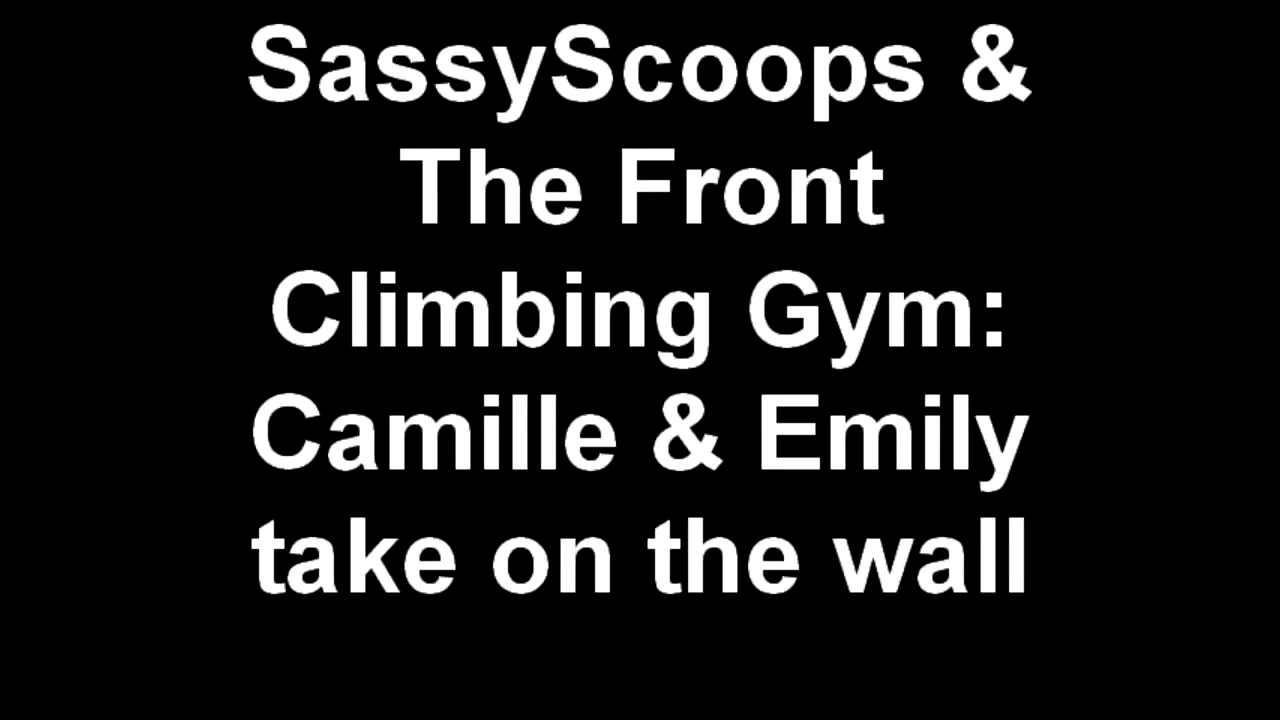 SassyScoops &
The Front
Climbing Gym:
Camille & Emily
take on the wall